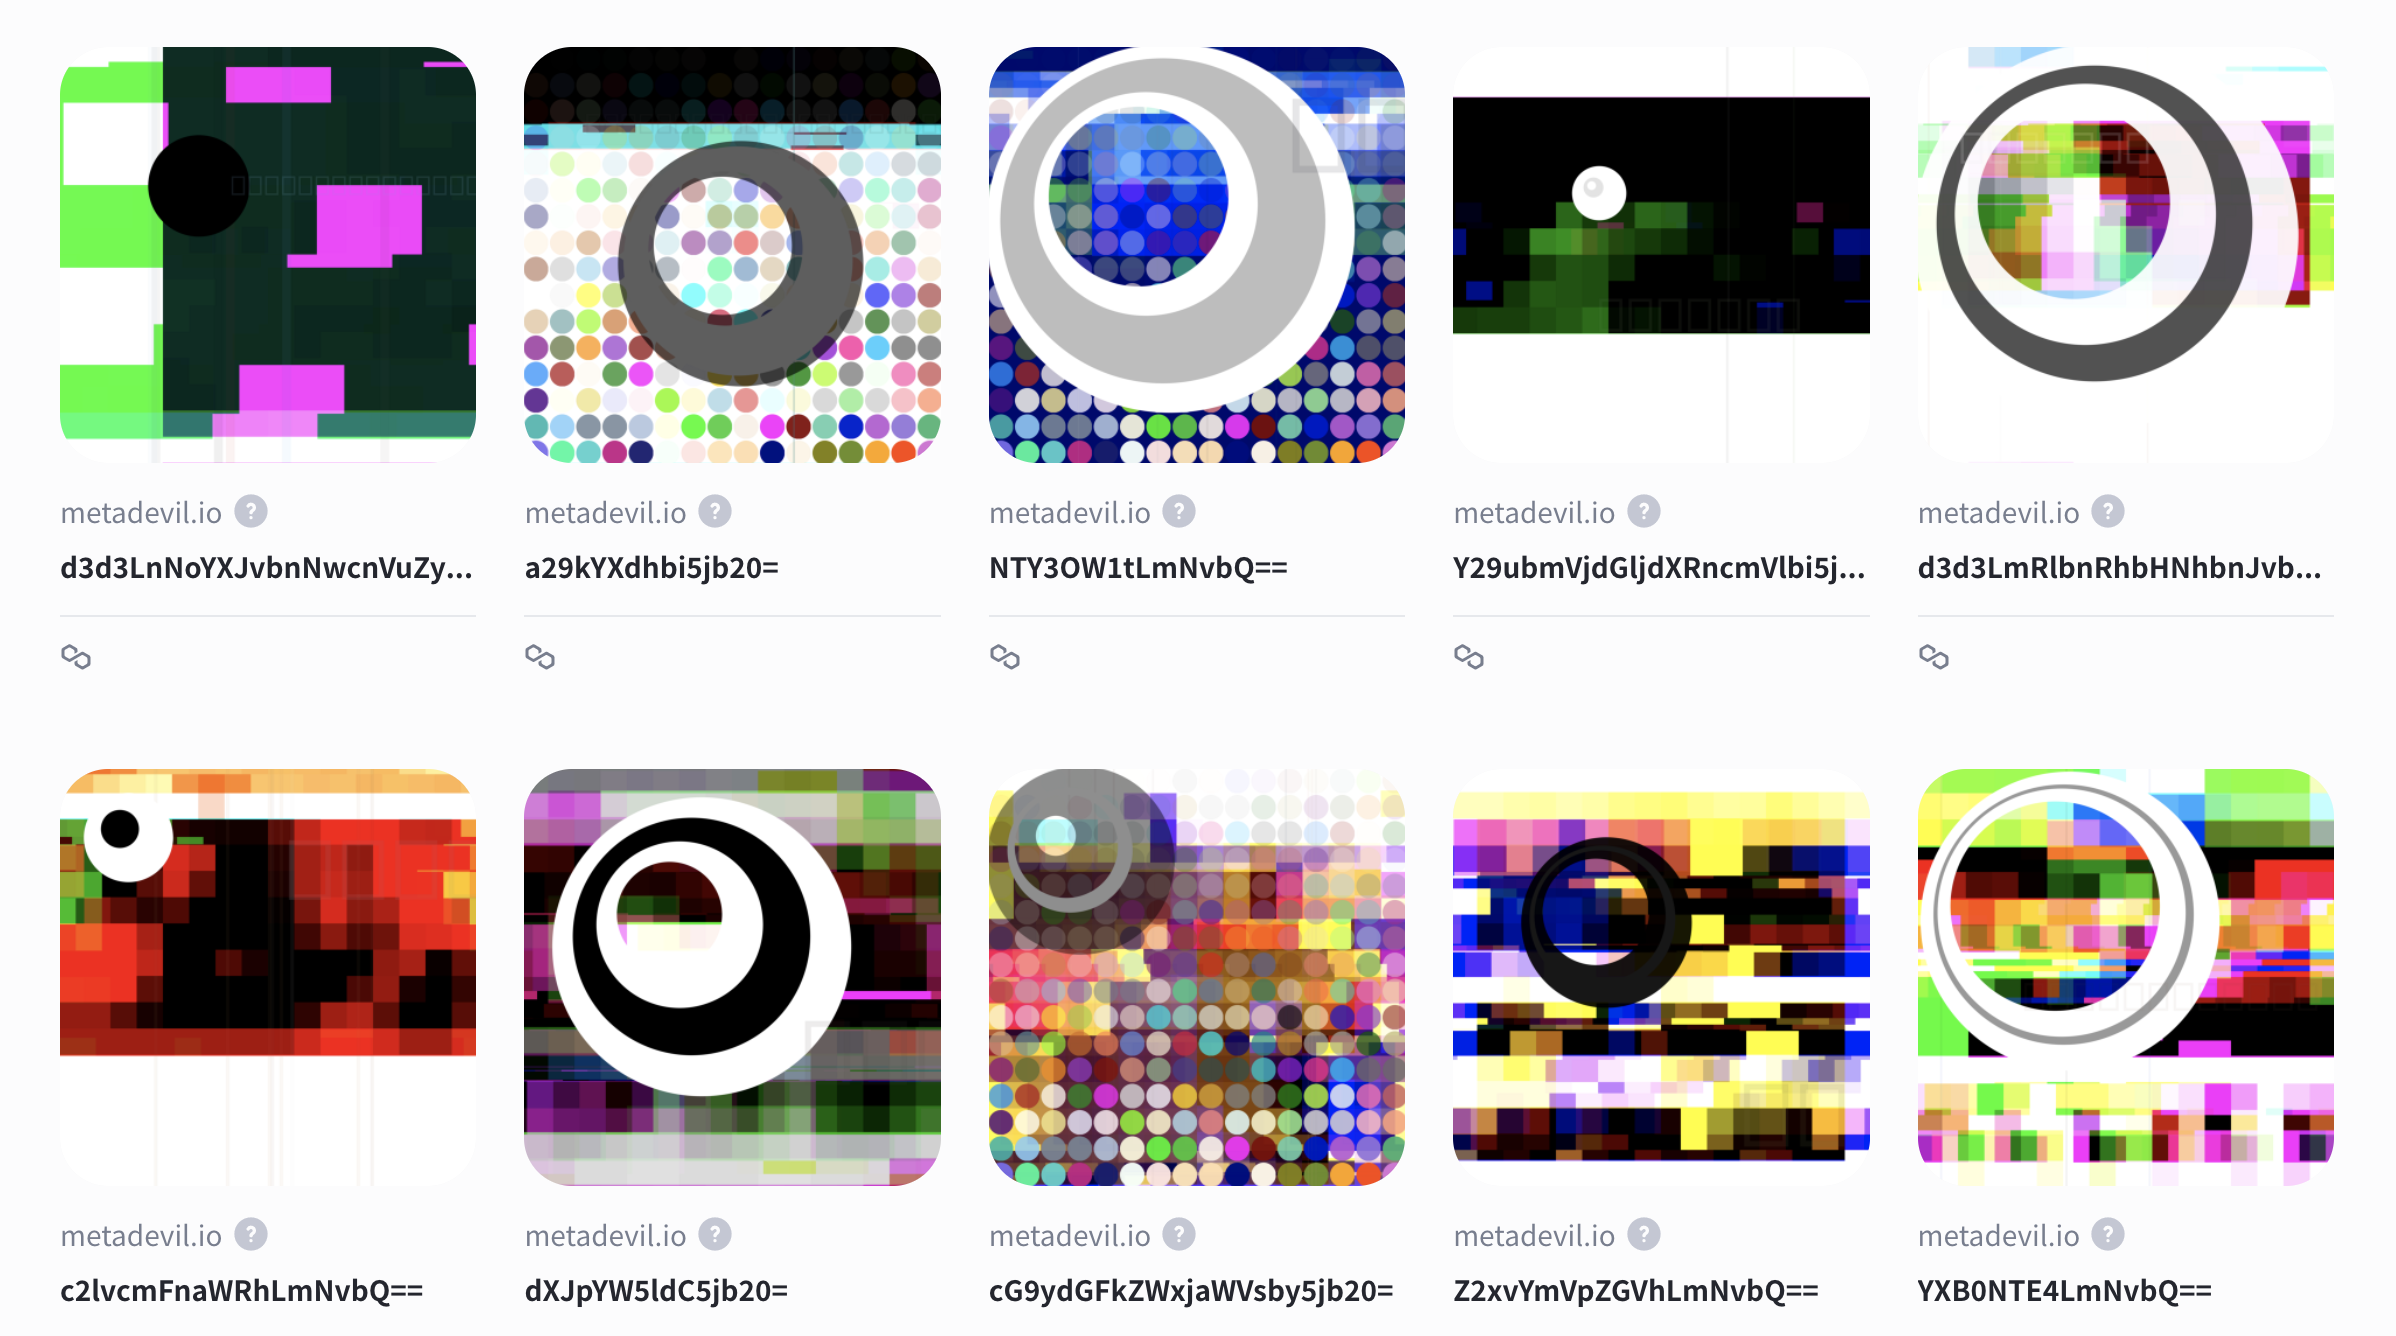 metadevil.io ?
d3d3LnNoYXJvbnNwcnVuZy...
metadevil.io ?
a29kYXdhbi5jb20=
metadevil.io ?
NTY3OW1tLmNvbQ==
metadevil.io ?
Y29ubmVjdGljdXRncmVlbi5j...
metadevil.io ?
d3d3LmRlbnRhbHNhbnJvb...
metadevil.io ?
c2lvcmFnaWRhLmNvbQ==
metadevil.io ?
dXJpYW5ldC5jb20=
metadevil.io ?
cG9ydGFkZWxjaWVsby5jb20=
metadevil.io ?
Z2xvYmVpZGVhLmNvbQ==
metadevil.io ?
YXB0NTE4LmNvbQ==